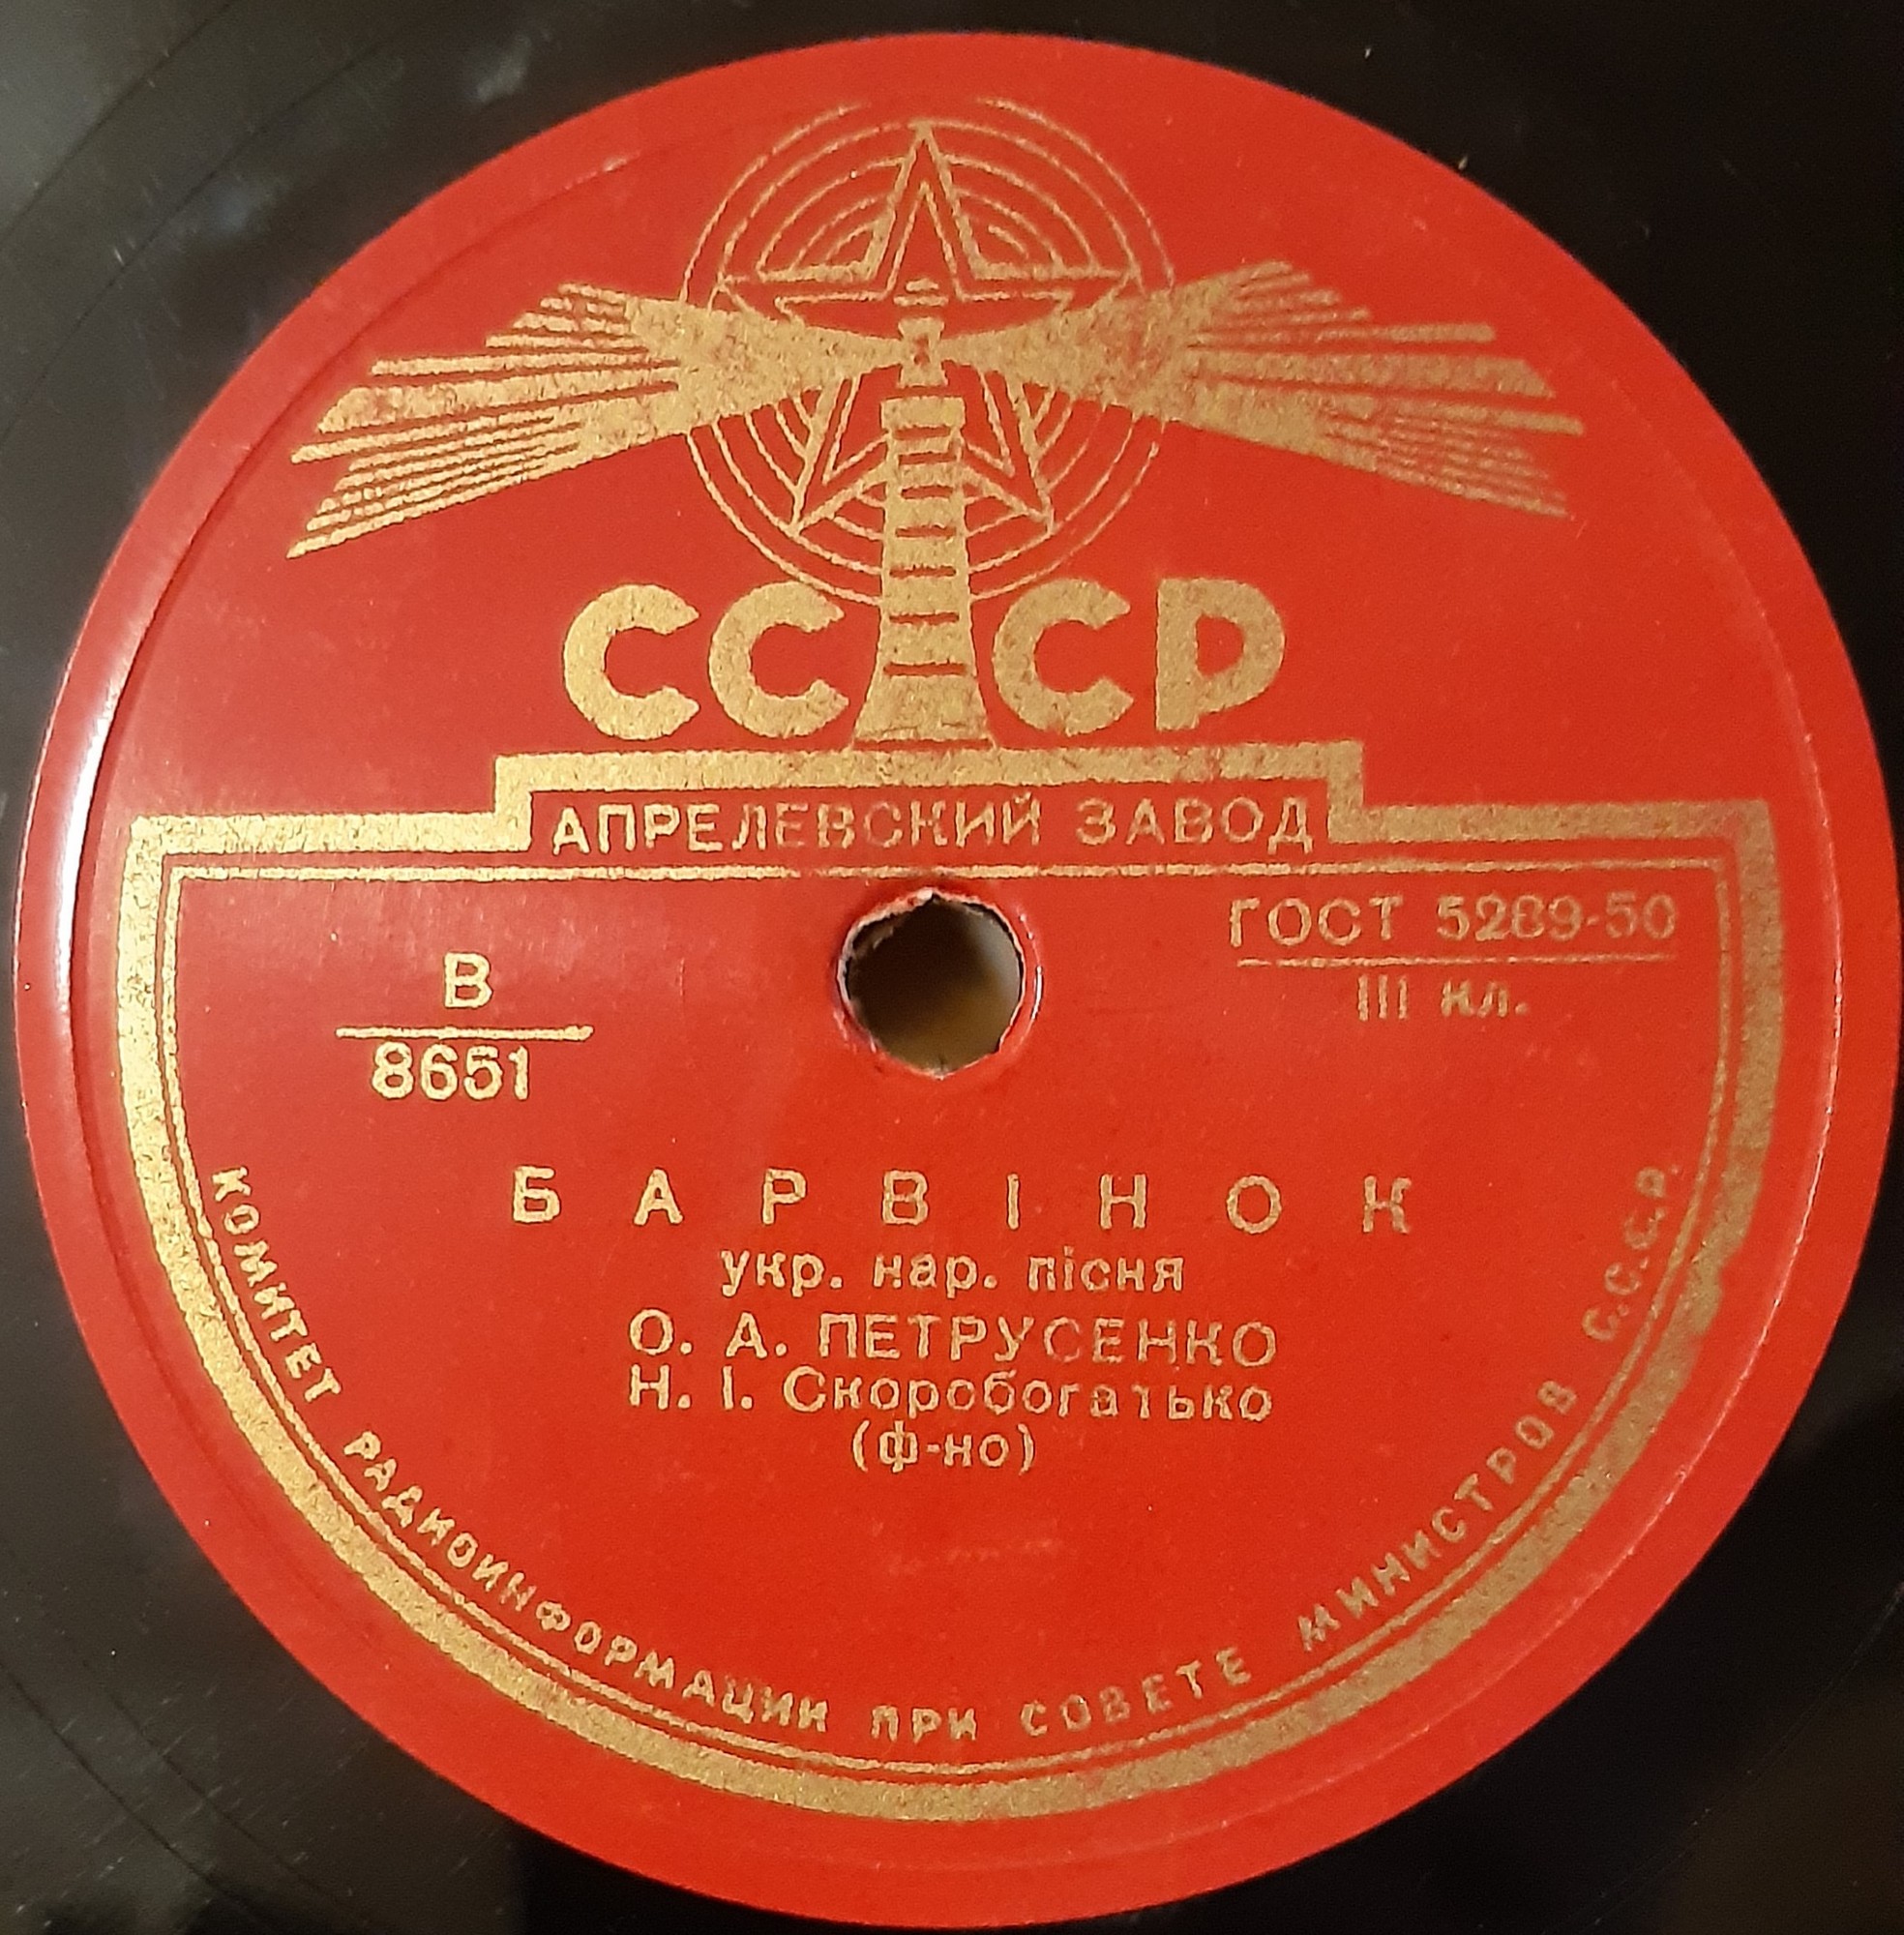 СССР
АПРЕЛЕВСКИЙ ЗАВОД
ГОСТ 5289-50
III кл.
В
8651
БАРВІНОК
укр. нар. пісня
О. А. ПЕТРУСЕНКО
Н. І. Скоробогатько
(ф-но)
КОМИТЕТ РАДИОИНФОРМАЦИИ ПРИ СОВЕТЕ МИНИСТРОВ С.С.С.Р.